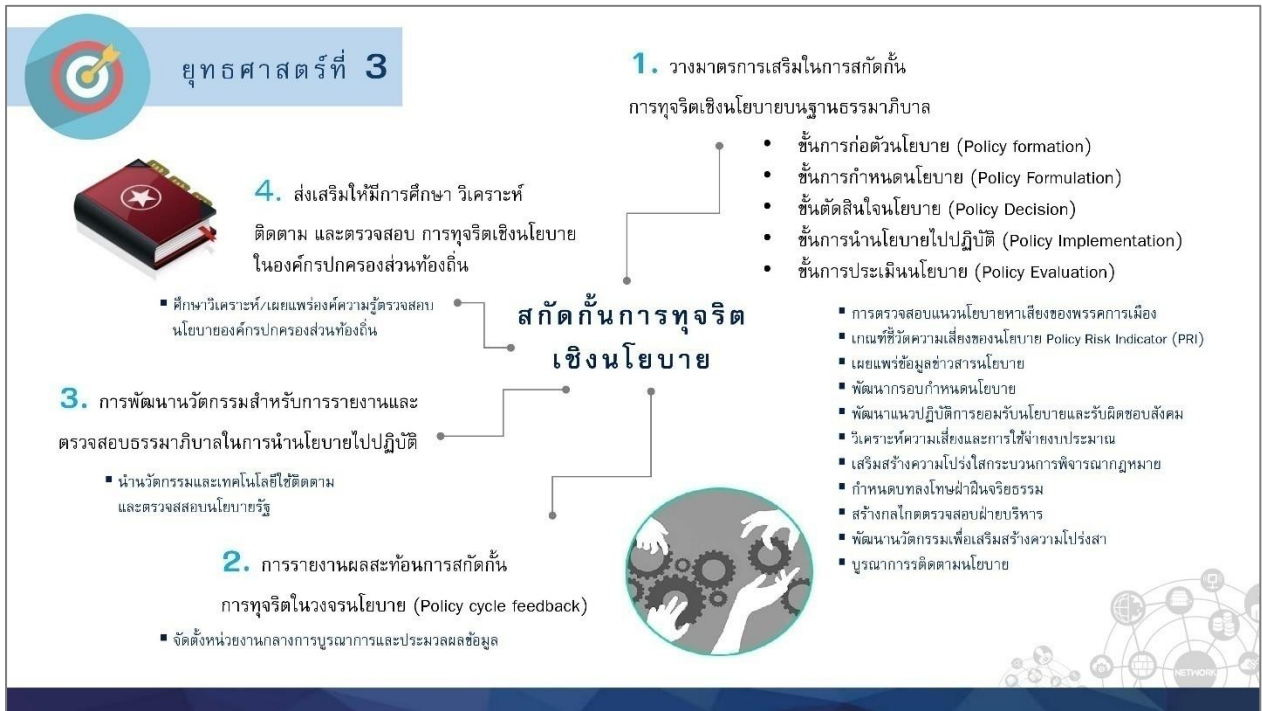 ยุทธศาสตร์ที่ 3
1. วางมาตรการเสริมในการสกัดกั้น
การทุจริตเชิงนโยบายบนฐานธรรมาภิบาล
• ขั้นการก่อตัวนโยบาย (Policy formation)
• ขั้นการกำหนดนโยบาย (Policy Formulation)
• ขั้นตัดสินใจนโยบาย (Policy Decision)
• ขั้นการนำนโยบายไปปฏิบัติ (Policy Implementation)
• ขั้นการประเมินนโยบาย (Policy Evaluation)
▪ การตรวจสอบแนวนโยบายหาเสียงของพรรคการเมือง
▪ เกณฑ์ชี้วัดความเสี่ยงของนโยบาย Policy Risk Indicator (PRI)
▪ เผยแพร่ข้อมูลข่าวสารนโยบาย
▪ พัฒนากรอบกำหนดนโยบาย
▪ พัฒนาแนวปฏิบัติการยอมรับนโยบายและรับผิดชอบสังคม
▪ วิเคราะห์ความเสี่ยงและการใช้จ่ายงบประมาณ
▪ เสริมสร้างความโปร่งใสกระบวนการพิจารณากฎหมาย
▪ กำหนดบทลงโทษฝ่าฝืนจริยธรรม
▪ สร้างกลไกตตรวจสอบฝ่ายบริหาร
▪ พัฒนานวัตกรรมเพื่อเสริมสร้างความโปร่งสา
▪ บูรณาการรติดตามนโยบาย
สกัดกั้นการทุจริต
เชิงนโยบาย
4. ส่งเสริมให้มีการศึกษา วิเคราะห์
ติดตาม และตรวจสอบ การทุจริตเชิงนโยบาย
ในองค์กรปกครองส่วนท้องถิ่น
▪ ศึกษาวิเคราะห์/เผยแพร่องค์ความรู้ตรวจสอบ
นโยบายองค์กรปกครองส่วนท้องถิ่น
3. การพัฒนานวัตกรรมสำหรับการรายงานและ
ตรวจสอบธรรมาภิบาลในการนำนโยบายไปปฏิบัติ
▪ นำนวัตกรรมและเทคโนโลยีใช้ติดตาม
และตรวจสสอบนโยบายรัฐ
2. การรายงานผลสะท้อนการสกัดกั้น
การทุจริตในวงจรนโยบาย (Policy cycle feedback)
▪ จัดตั้งหน่วยงานกลางการบูรณาการและประมวลผลข้อมูล
NETWORK